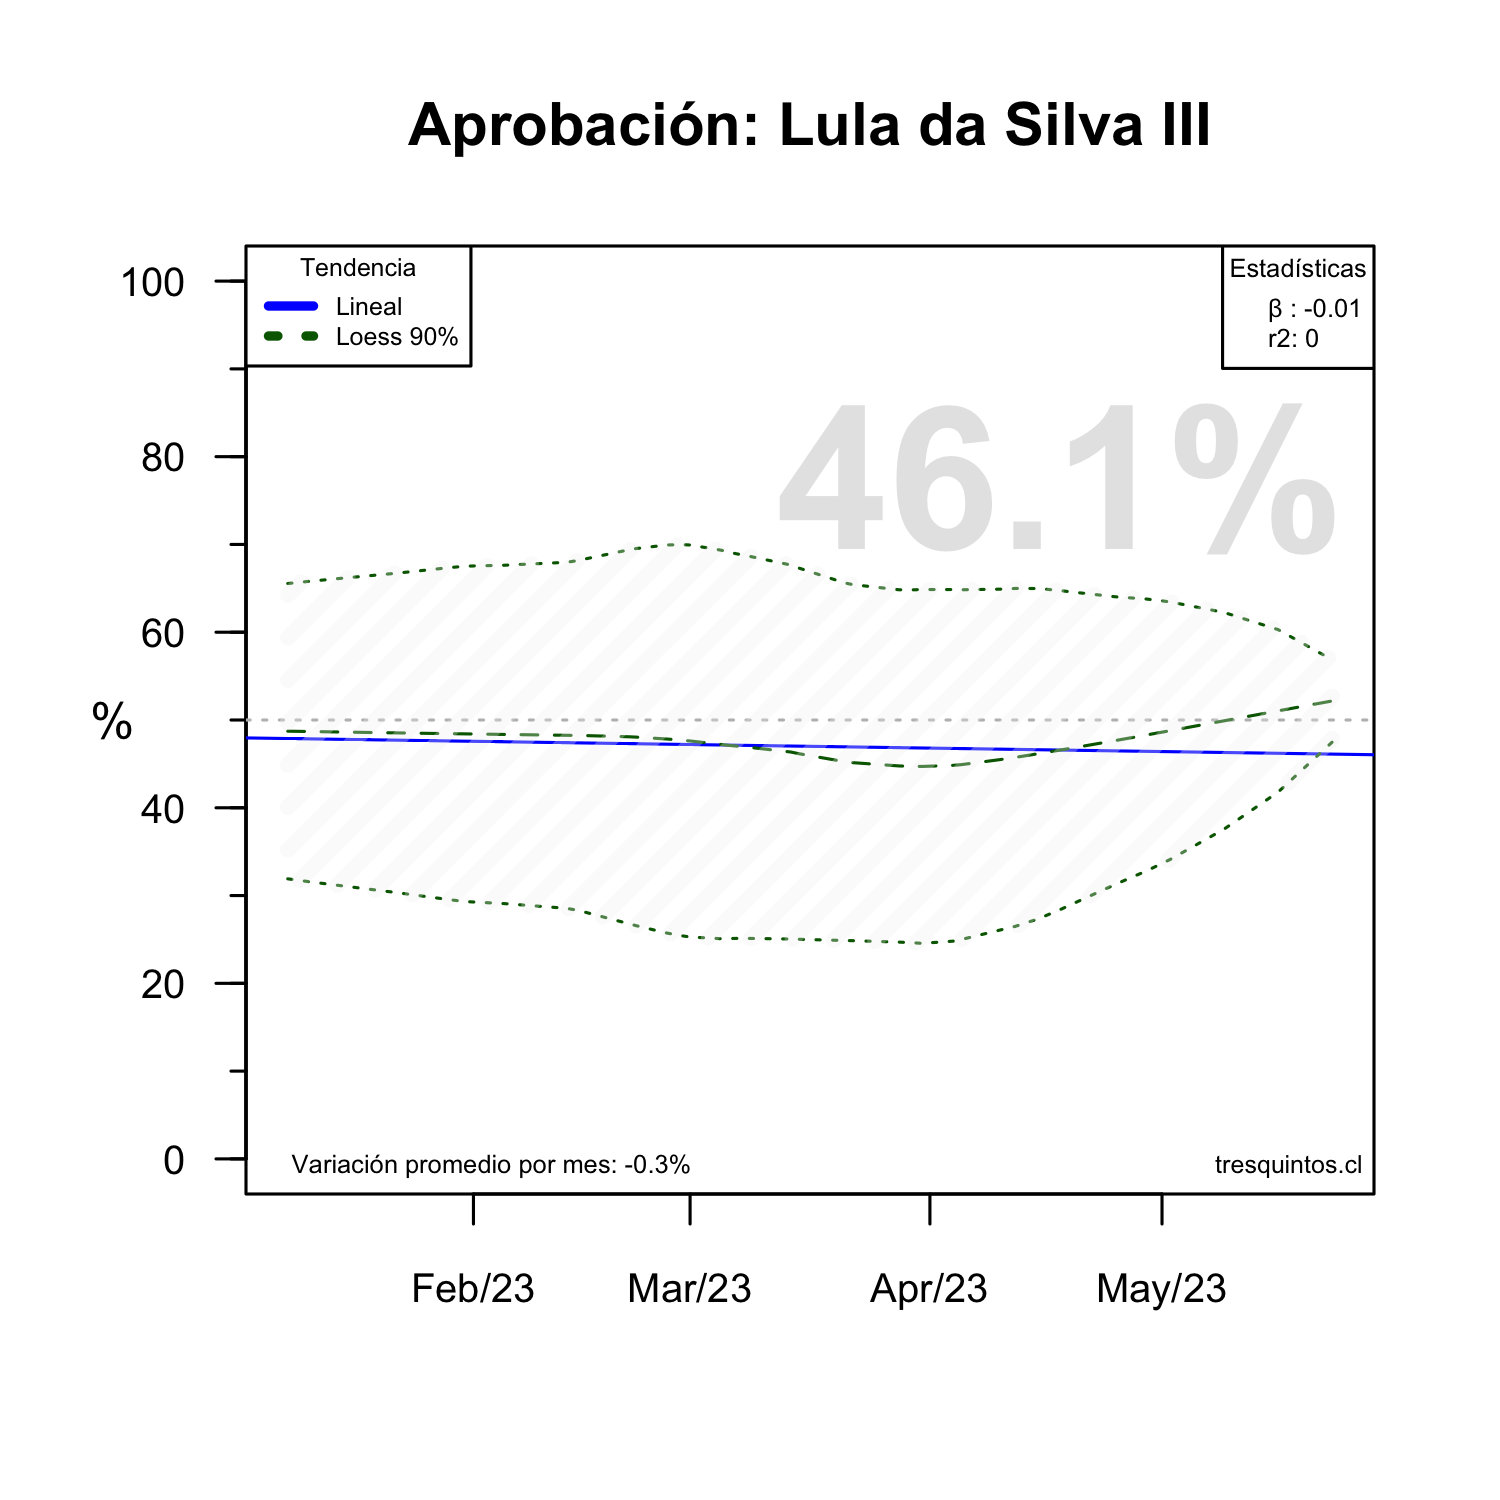 Aprobación: Lula da Silva III
Tendencia
Lineal
Loess 90%
Estadísticas
β : -0.01
r2: 0
46.1%
100
80
60
%
40
20
0
Variación promedio por mes: -0.3%
tresquintos.cl
Feb/23 Mar/23 Apr/23 May/23